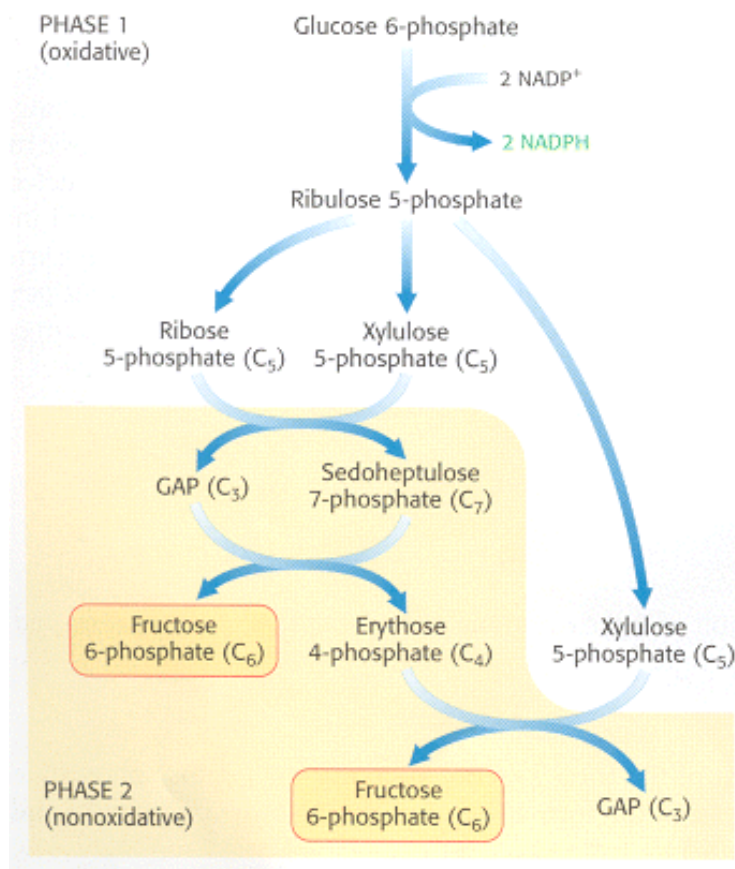 PHASE 1
(oxidative)
Glucose 6-phosphate
2 NADP⁺
2 NADPH
Ribulose 5-phosphate
Ribose
5-phosphate (C₅)
Xylulose
5-phosphate (C₅)
GAP (C₃)
Sedoheptulose
7-phosphate (C₇)
Fructose
6-phosphate (C₆)
Erythose
4-phosphate (C₄)
Xylulose
5-phosphate (C₅)
PHASE 2
(nonoxidative)
Fructose
6-phosphate (C₆)
GAP (C₃)